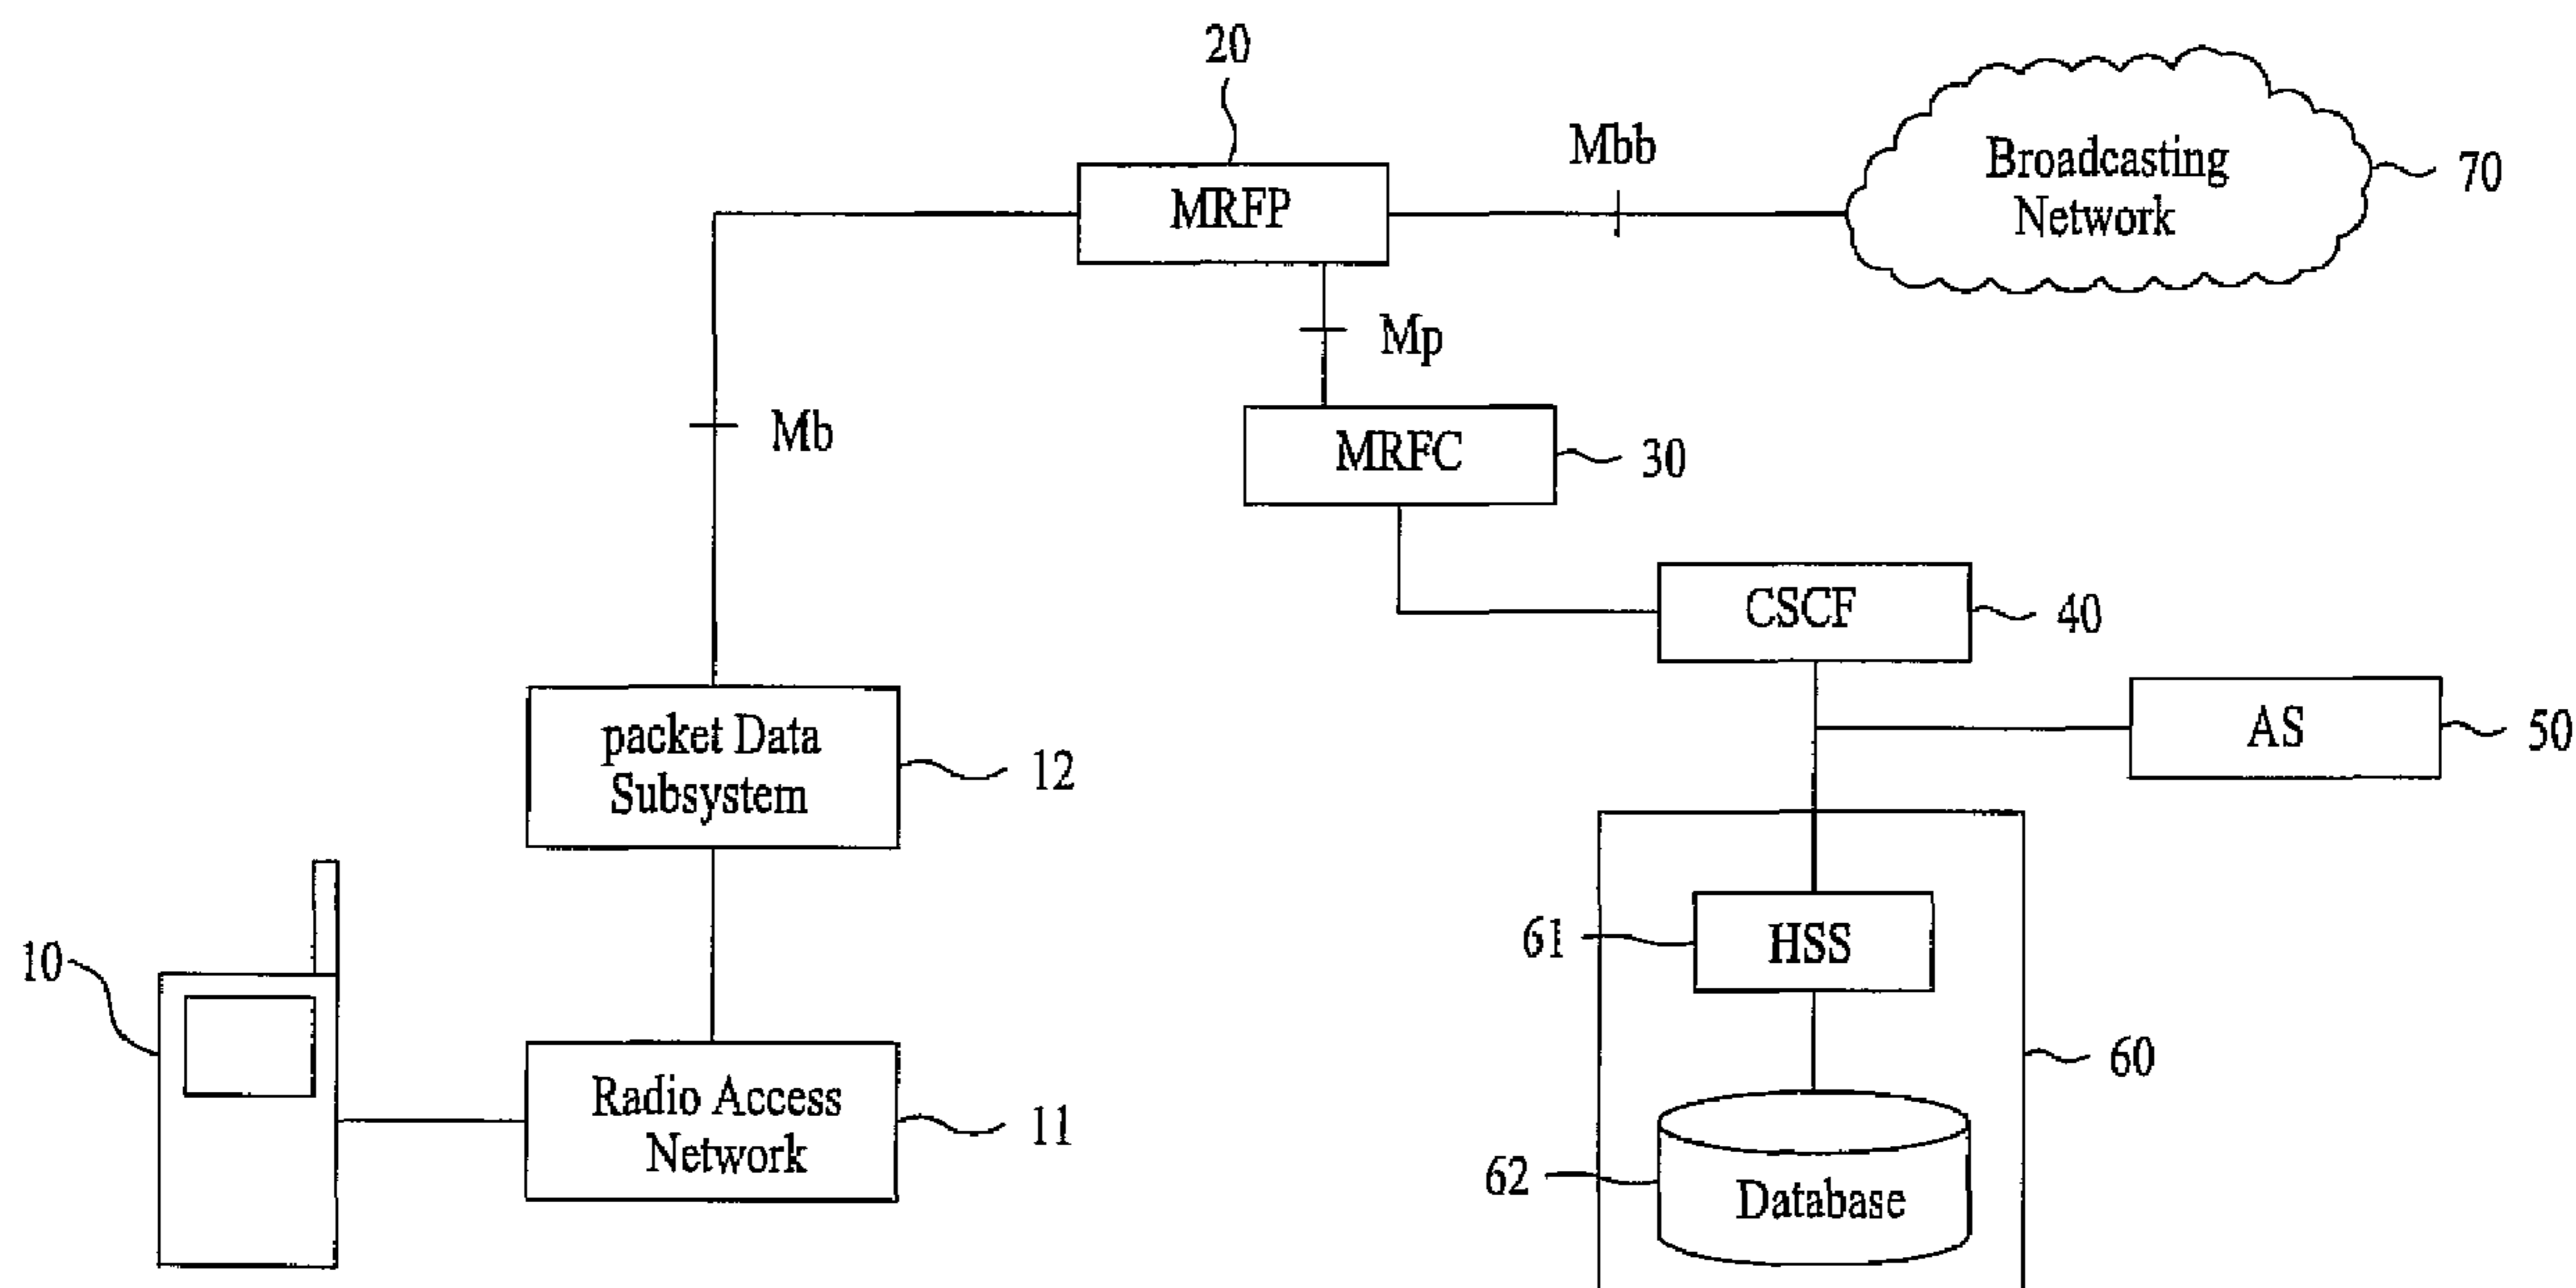 20
Mbb
Broadcasting
Network
70
MRFP
Mp
Mb
MRFC
30
CSCF
40
AS
50
packet Data
Subsystem
12
10
61
HSS
60
Radio Access
Network
11
62
Database